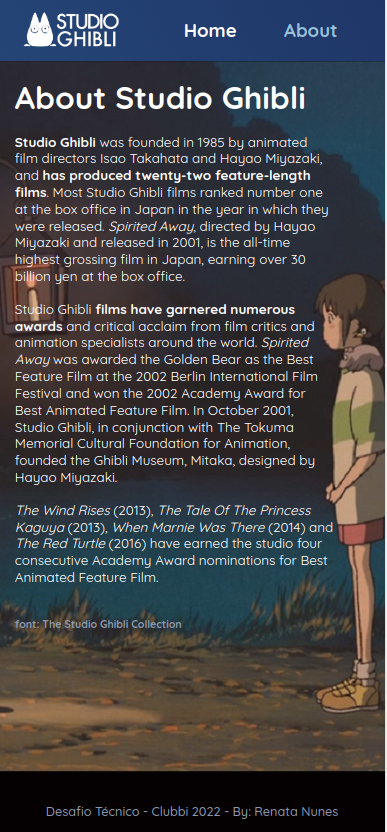 STUDIO
GHIBLI
Home
About
About Studio Ghibli
Studio Ghibli was founded in 1985 by animated
film directors Isao Takahata and Hayao Miyazaki,
and has produced twenty-two feature-length
films. Most Studio Ghibli films ranked number one
at the box office in Japan in the year in which they
were released. Spirited Away, directed by Hayao
Miyazaki and released in 2001, is the all-time
highest grossing film in Japan, earning over 30
billion yen at the box office.
Studio Ghibli films have garnered numerous
awards and critical acclaim from film critics and
animation specialists around the world. Spirited
Away was awarded the Golden Bear as the Best
Feature Film at the 2002 Berlin International Film
Festival and won the 2002 Academy Award for
Best Animated Feature Film. In October 2001,
Studio Ghibli, in conjunction with The Tokuma
Memorial Cultural Foundation for Animation,
founded the Ghibli Museum, Mitaka, designed by
Hayao Miyazaki.
The Wind Rises (2013), The Tale Of The Princess
Kaguya (2013), When Marnie Was There (2014) and
The Red Turtle (2016) have earned the studio four
consecutive Academy Award nominations for Best
Animated Feature Film.
font: The Studio Ghibli Collection
Desafio Técnico - Clubbi 2022 - By: Renata Nunes